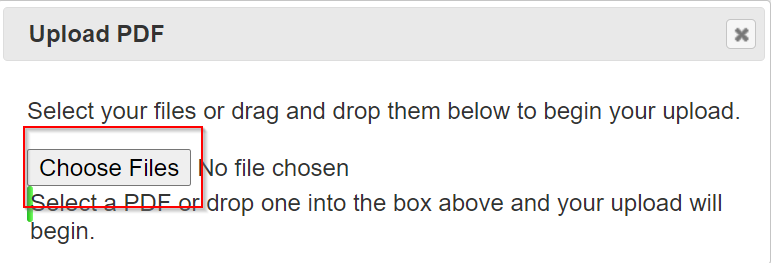 Upload PDF
Select your files or drag and drop them below to begin your upload.
Choose Files No file chosen
Select a PDF or drop one into the box above and your upload will
begin.